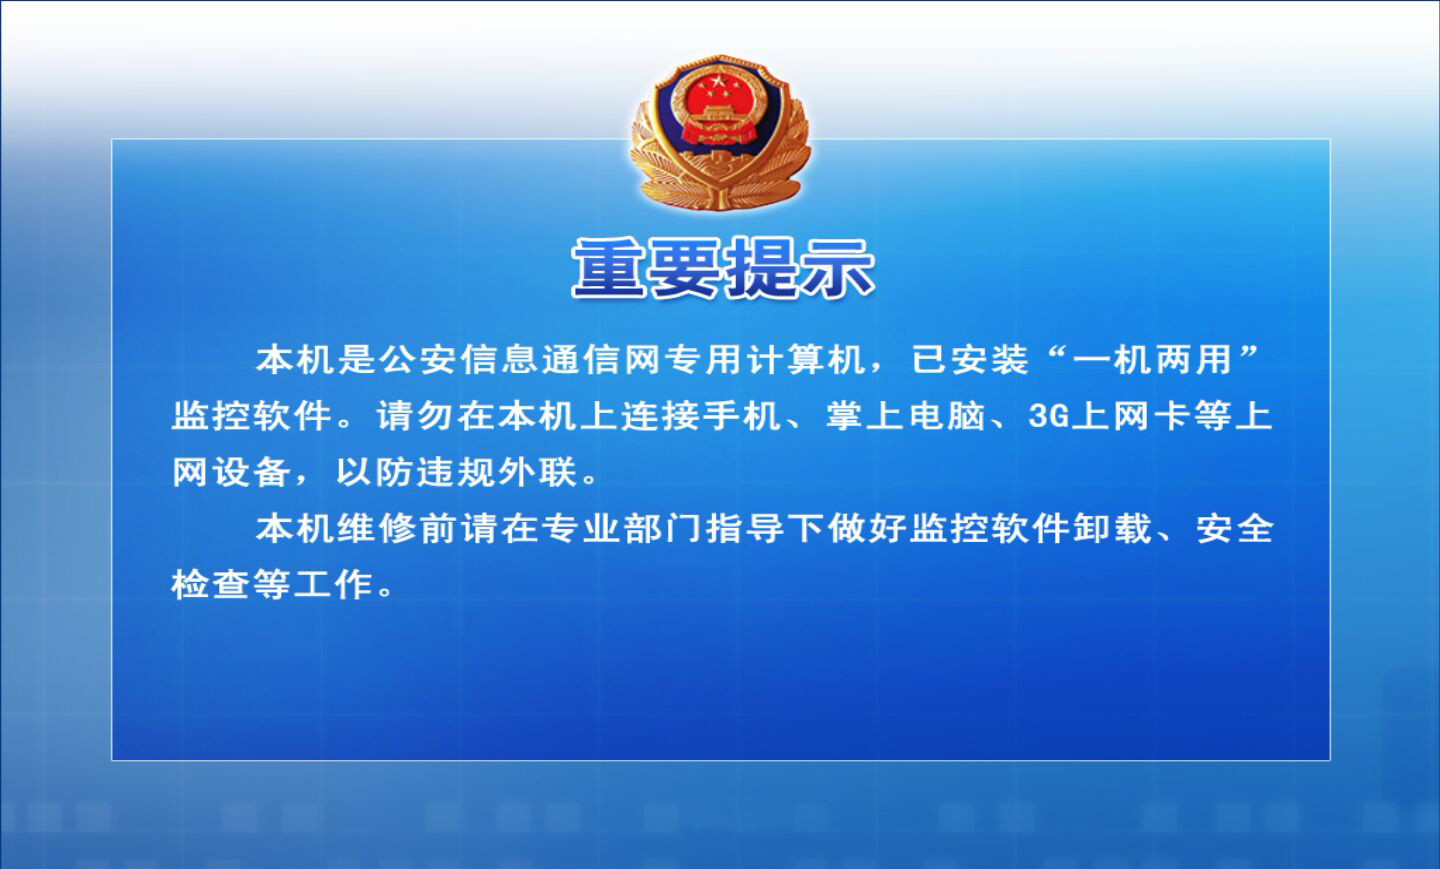 重要提示
本机是公安信息通信网专用计算机，已安装“一机两用”
监控软件。请勿在本机上连接手机、掌上电脑、3G上网卡等上
网设备，以防违规外联。
本机维修前请在专业部门指导下做好监控软件卸载、安全
检查等工作。